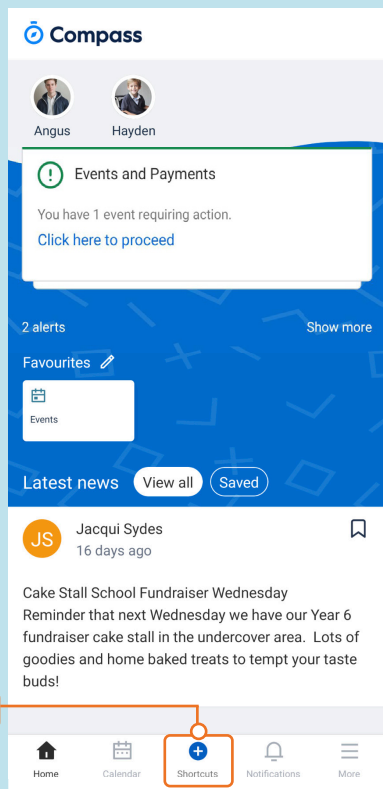 Compass
Angus Hayden
Events and Payments
You have 1 event requiring action.
Click here to proceed
2 alerts Show more
Favourites
Events
Latest news View all Saved
JS Jacqui Sydes
16 days ago
Cake Stall School Fundraiser Wednesday
Reminder that next Wednesday we have our Year 6
fundraiser cake stall in the undercover area. Lots of
goodies and home baked treats to tempt your taste
buds!
Home Calendar Shortcuts Notifications More